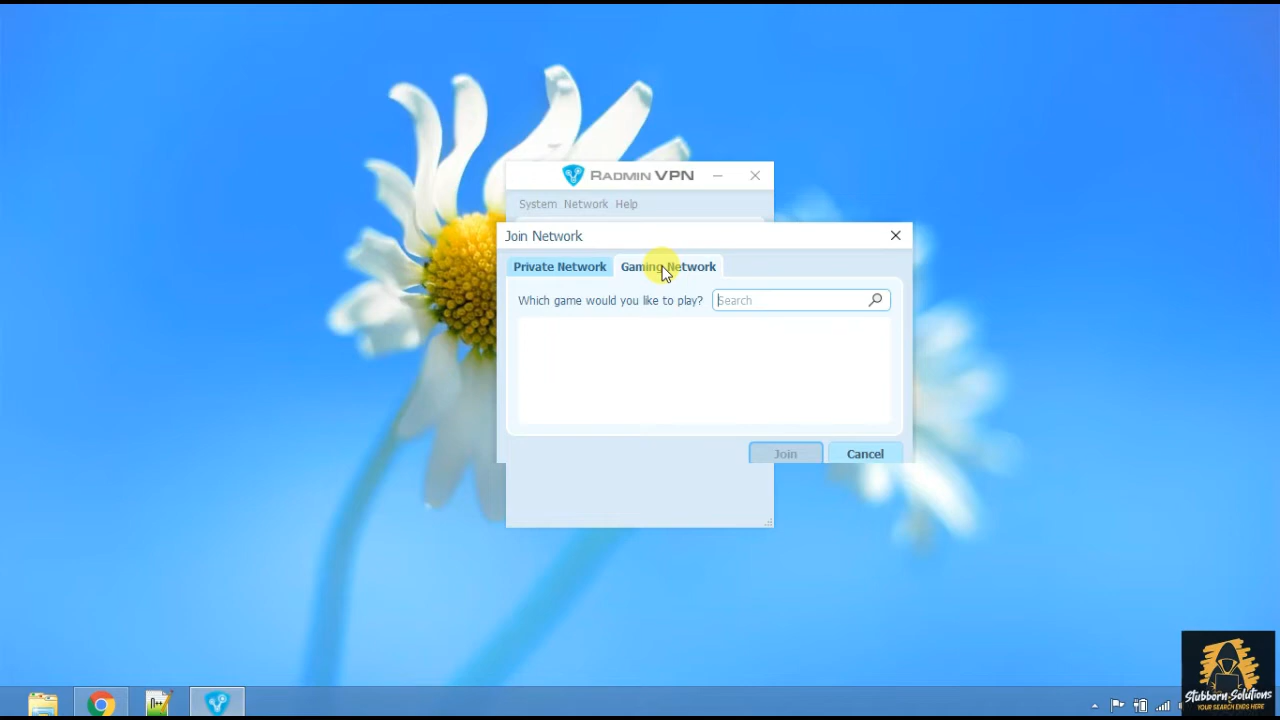 RADMIN VPN
System Network Help
Join Network
Private Network Gaming Network
Which game would you like to play? Search
Join Cancel
Stubborn-Solutions
YOUR SEARCH ENDS HERE